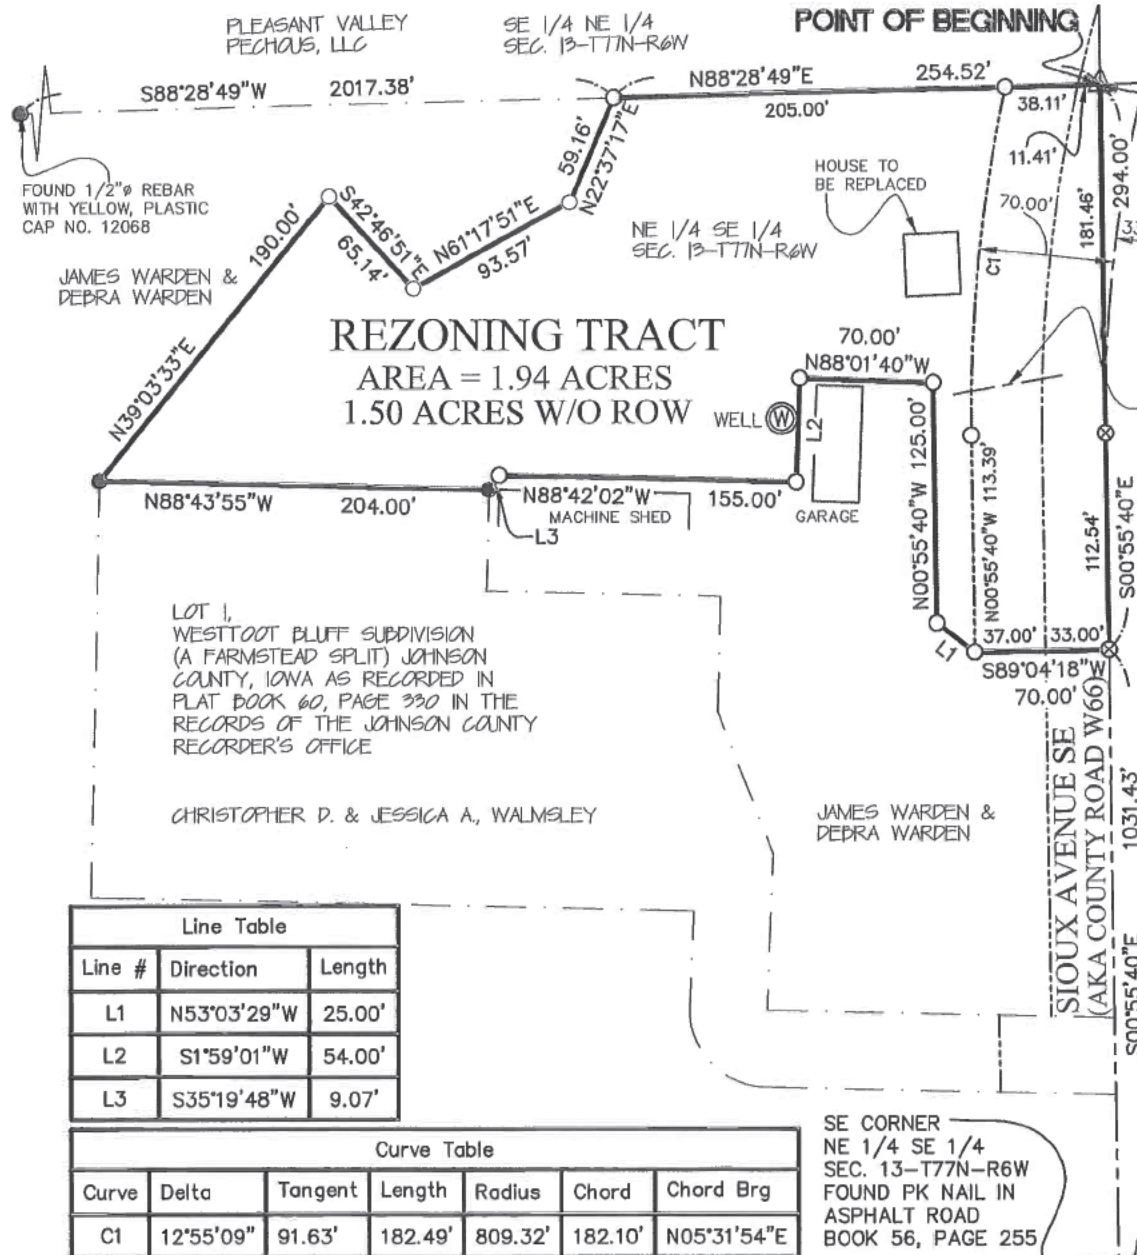 PLEASANT VALLEY
PECHOUS, LLC
SE 1/4 NE 1/4
SEC. 13-T77N-R6W
POINT OF BEGINNING
S88°28'49"W 2017.38'
N88°28'49"E 254.52'
205.00'
38.11'
11.41'
FOUND 1/2"ø REBAR
WITH YELLOW, PLASTIC
CAP NO. 12068
59.16'
N22°37'17"E
S42°46'51"E
65.14'
N61°17'51"E
93.57'
190.00'
N39°03'33"E
HOUSE TO
BE REPLACED
NE 1/4 SE 1/4
SEC. 13-T77N-R6W
70.00'
181.46'
294.00'
C1
JAMES WARDEN &
DEBRA WARDEN
REZONING TRACT
AREA = 1.94 ACRES
1.50 ACRES W/O ROW
70.00'
N88°01'40"W
WELL W
L2
N00°55'40"W 125.00'
N00°55'40"W 113.39'
112.54'
S00°55'40"E
N88°43'55"W 204.00'
N88°42'02"W 155.00'
MACHINE SHED
GARAGE
L3
L1
37.00' 33.00'
S89°04'18"W
70.00'
LOT 1,
WESTTOOT BLUFF SUBDIVISION
(A FARMSTEAD SPLIT) JOHNSON
COUNTY, IOWA AS RECORDED IN
PLAT BOOK 60, PAGE 330 IN THE
RECORDS OF THE JOHNSON COUNTY
RECORDER'S OFFICE
CHRISTOPHER D. & JESSICA A., WALMSLEY
JAMES WARDEN &
DEBRA WARDEN
SIOUX AVENUE SE
(AKA COUNTY ROAD W66)
1031.43'
S00°55'40"E
Line Table
Line # Direction Length
L1 N53°03'29"W 25.00'
L2 S1°59'01"W 54.00'
L3 S35°19'48"W 9.07'
Curve Table
Curve Delta Tangent Length Radius Chord Chord Brg
C1 12°55'09" 91.63' 182.49' 809.32' 182.10' N05°31'54"E
SE CORNER
NE 1/4 SE 1/4
SEC. 13-T77N-R6W
FOUND PK NAIL IN
ASPHALT ROAD
BOOK 56, PAGE 255